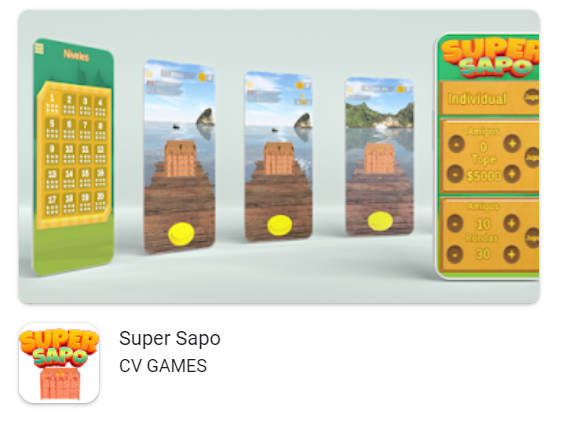 Niveles
1 2 3 4
5 6 7 8
9 10 11 12
13 14 15 16
17 18 19 20
SUPER
SAPO
Individual
Amigos
0
Tope
- +
$5000
Amigos
- 10 +
Rondas
- 30 +
SUPER
SAPO
Super Sapo
CV GAMES